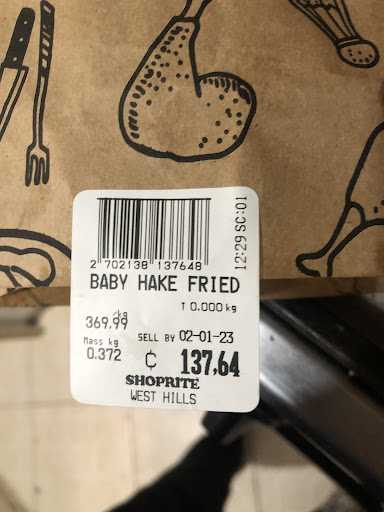 12:29 SC:01
2 702138 137648
BABY HAKE FRIED
T 0.000 kg
/kg
369.99
SELL BY 02-01-23
Mass kg
0.372
₵ 137,64
SHOPRITE
WEST HILLS